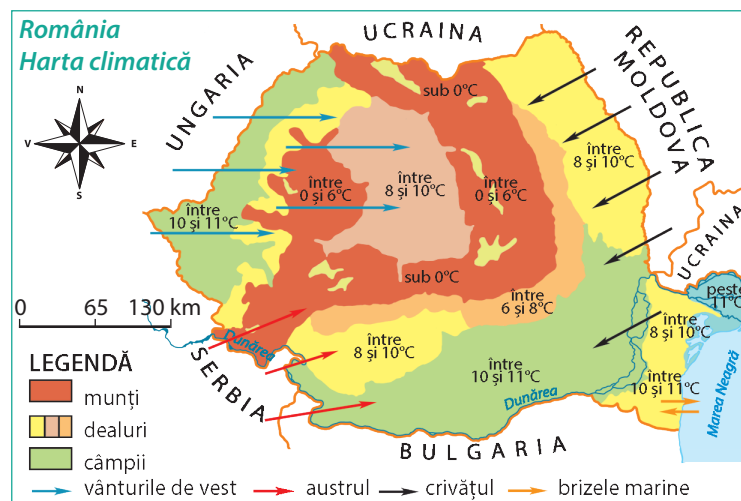 România
Harta climatică
N
V
E
S
UCRAINA
UNGARIA
REPUBLICA
MOLDOVA
UCRAINA
SERBIA
BULGARIA
sub 0°C
între
8 și 10°C
între
8 și 10°C
între
0 și 6°C
între
0 și 6°C
între
10 și 11°C
sub 0°C
între
6 și 8°C
peste
11°C
între
8 și 10°C
între
8 și 10°C
între
10 și 11°C
între
10 și 11°C
Dunărea
Dunărea
Marea Neagră
0 65 130 km
LEGENDĂ
munți
dealuri
câmpii
vânturile de vest
austrul
crivățul
brizele marine